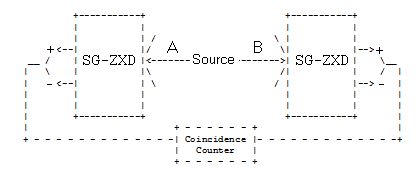 A B
+ SG-ZXD Source SG-ZXD +
- -
Coincidence
Counter